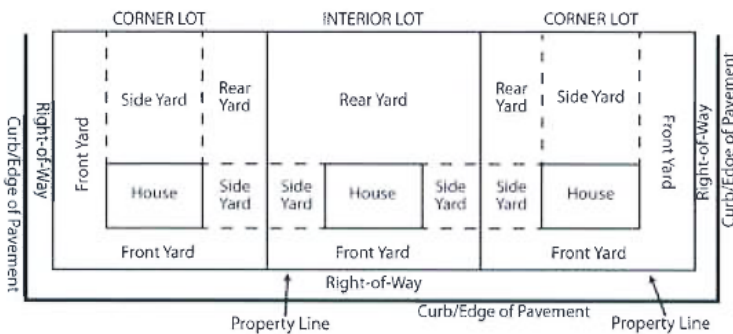 CORNER LOT
INTERIOR LOT
CORNER LOT
Side Yard
Rear
Yard
Rear Yard
Rear
Yard
Side Yard
Curb/Edge of Pavement
Right-of-Way
Front Yard
House
Side
Yard
Side
Yard
House
Side
Yard
Side
Yard
House
Front Yard
Right-of-Way
Curb/Edge of Pavement
Front Yard
Front Yard
Front Yard
Right-of-Way
Curb/Edge of Pavement
Property Line
Property Line